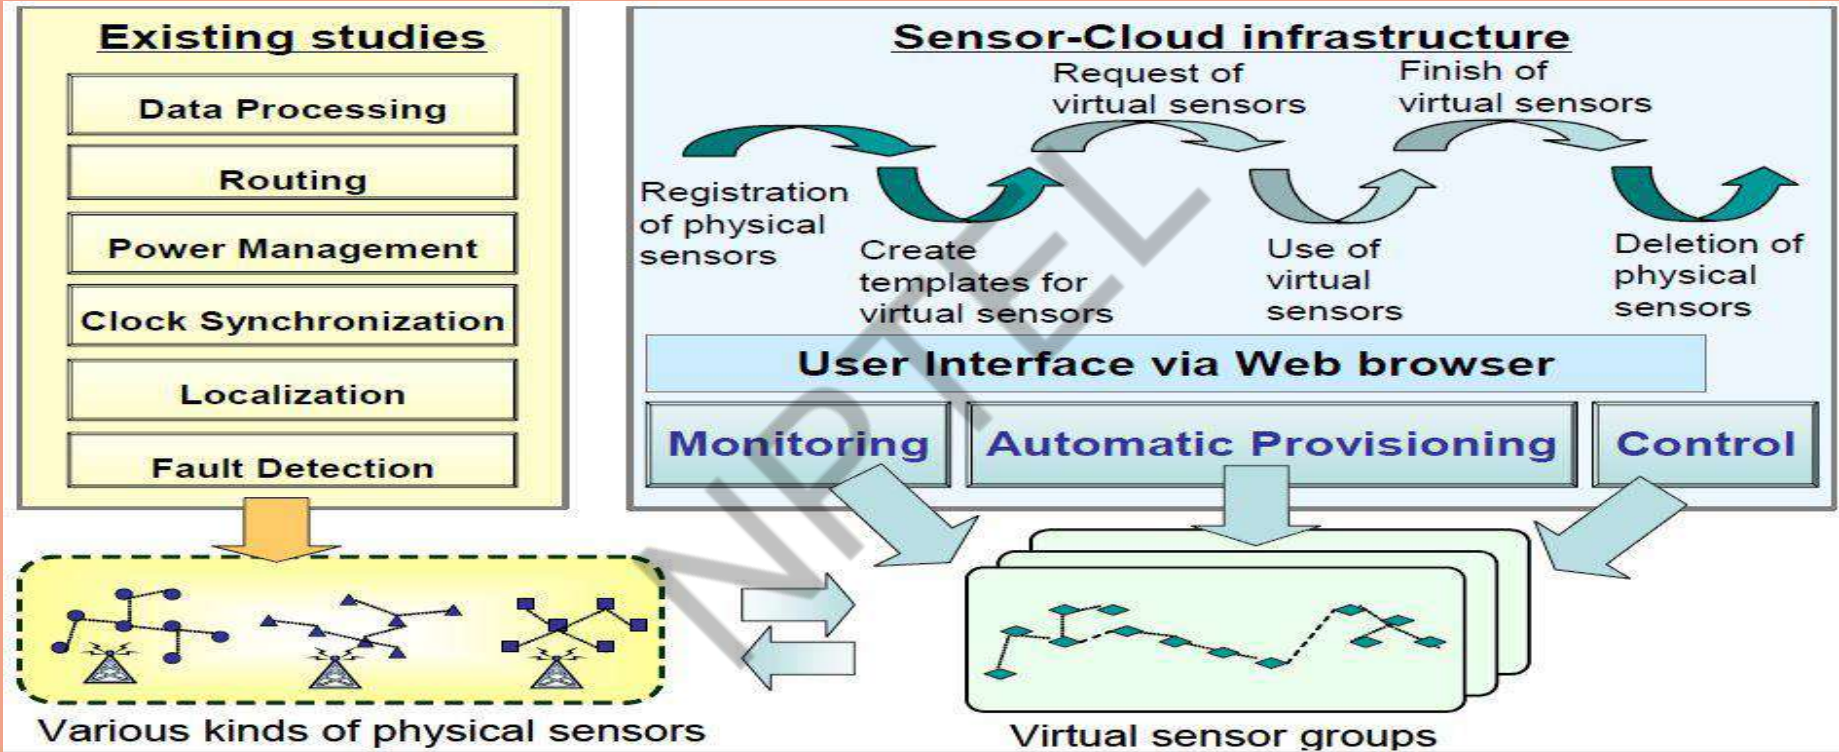 Existing studies
Data Processing
Routing
Power Management
Clock Synchronization
Localization
Fault Detection
Various kinds of physical sensors
Sensor-Cloud infrastructure
Registration
of physical
sensors
Create
templates for
virtual sensors
Request of
virtual sensors
Use of
virtual
sensors
Finish of
virtual sensors
Deletion of
physical
sensors
User Interface via Web browser
Monitoring
Automatic Provisioning
Control
Virtual sensor groups
NPTEL